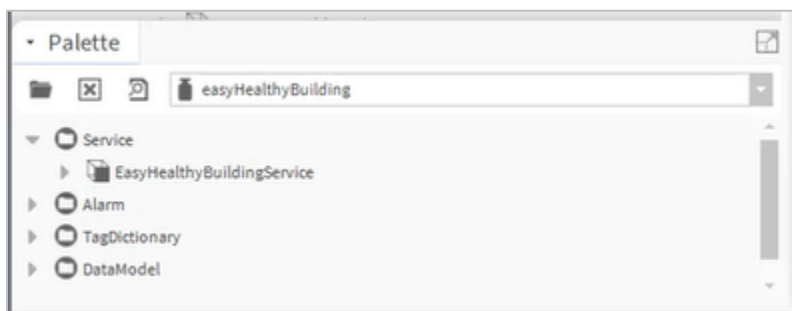 Palette
easyHealthyBuilding
Service
EasyHealthyBuildingService
Alarm
TagDictionary
DataModel